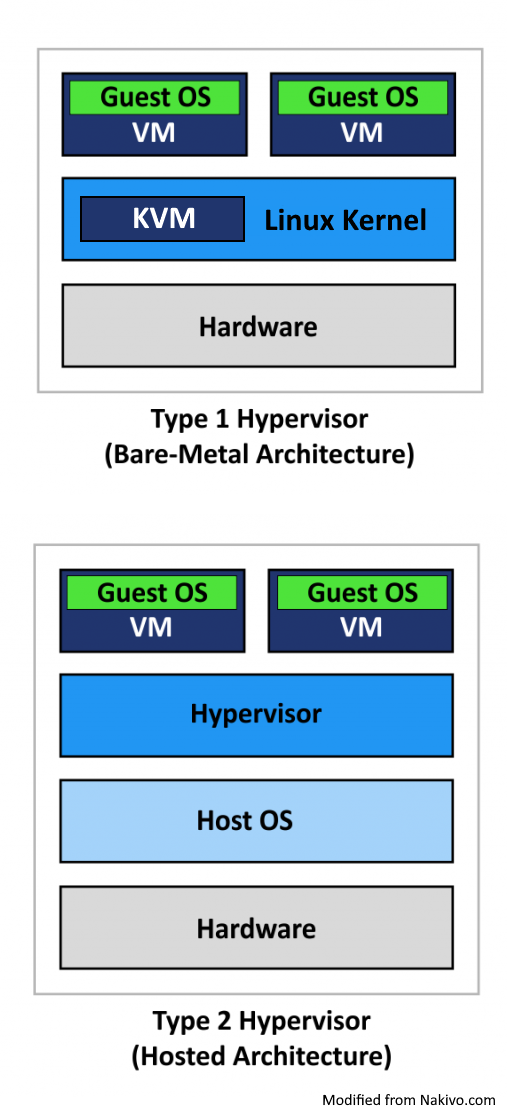 Guest OS
VM
Guest OS
VM
KVM
Linux Kernel
Hardware
Type 1 Hypervisor
(Bare-Metal Architecture)
Guest OS
VM
Guest OS
VM
Hypervisor
Host OS
Hardware
Type 2 Hypervisor
(Hosted Architecture)
Modified from Nakivo.com